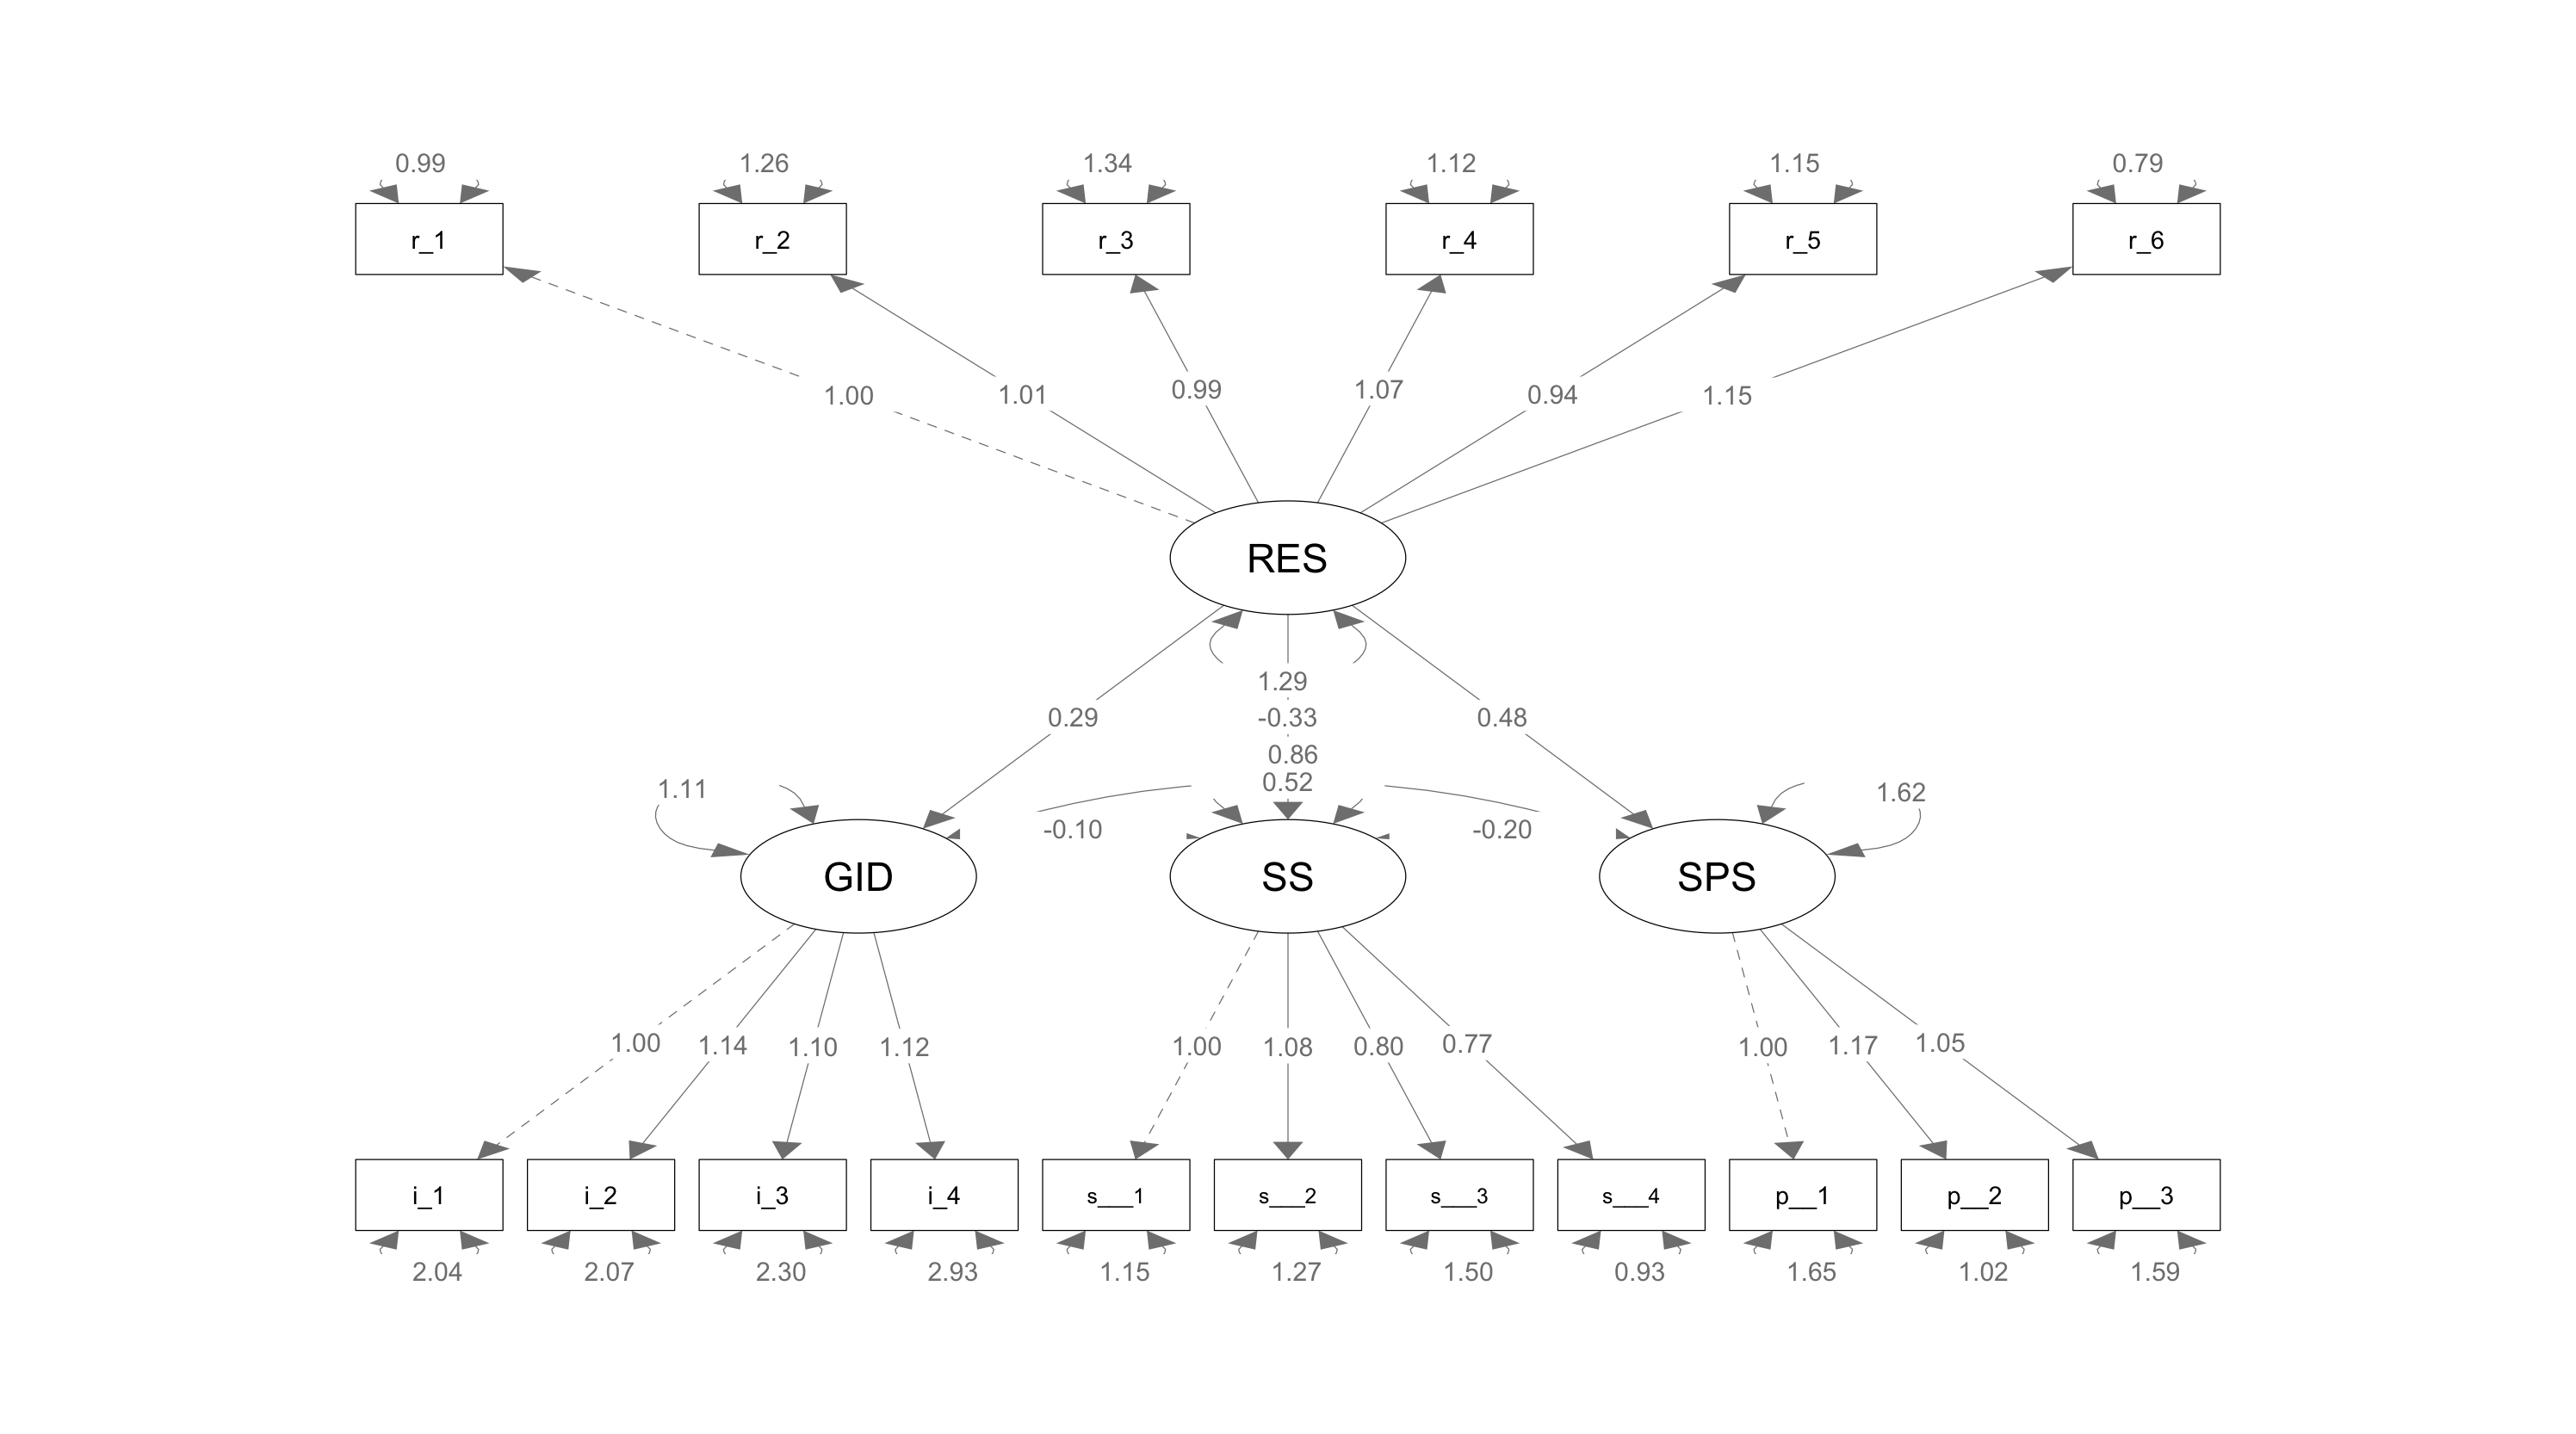 0.99 1.26 1.34 1.12 1.15 0.79
r_1 r_2 r_3 r_4 r_5 r_6
1.00 1.01 0.99 1.07 0.94 1.15
RES
1.29
0.29 -0.33 0.48
0.86
0.52
1.11 1.62
-0.10 -0.20
GID SS SPS
1.00 1.14 1.10 1.12 1.00 1.08 0.80 0.77 1.00 1.17 1.05
i_1 i_2 i_3 i_4 s___1 s___2 s___3 s___4 p__1 p__2 p__3
2.04 2.07 2.30 2.93 1.15 1.27 1.50 0.93 1.65 1.02 1.59